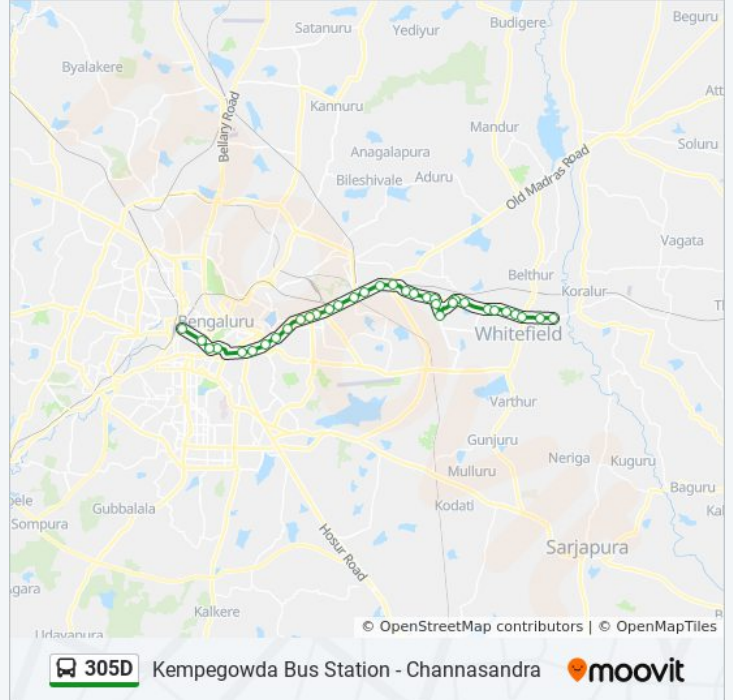 Satanuru
Budigere
Beguru
Yediyur
Byalakere
Att
Kannuru
Bellary Road
Mandur
Soluru
Anagalapura
Bileshivale
Aduru
Old Madras Road
Vagata
Belthur
Koralur
Bengaluru
Whitefield
Varthur
Gunjuru
Neriga
Kuguru
Mulluru
Baguru
Kodati
Gubbalala
Sompura
Hosur Road
Sarjapura
Kalkere
© OpenStreetMap contributors | © OpenMapTiles
305D Kempegowda Bus Station - Channasandra moovit